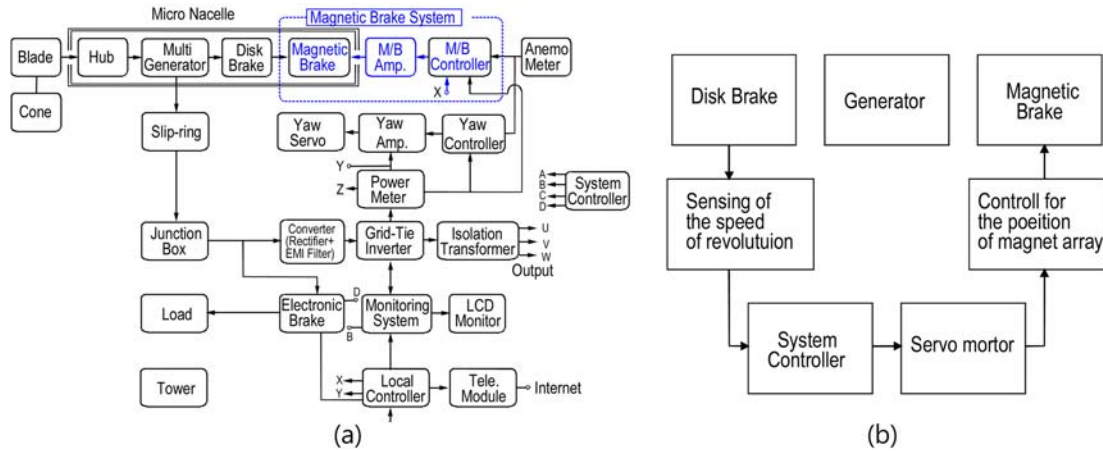 Micro Nacelle
Magnetic Brake System
Blade
Hub
Multi
Generator
Disk
Brake
Magnetic
Brake
M/B
Amp.
M/B
Controller
Anemo
Meter
X
Cone
Slip-ring
Yaw
Servo
Yaw
Amp.
Yaw
Controller
Y
Z
Power
Meter
A
B
C
D
System
Controller
Junction
Box
Converter
(Rectifier+
EMI Filter)
Grid-Tie
Inverter
Isolation
Transformer
U
V
W
Output
Load
Electronic
Brake
D
B
Monitoring
System
LCD
Monitor
Tower
X
Y
Local
Controller
Tele.
Module
Internet
(a)
Disk Brake
Generator
Magnetic
Brake
Sensing of
the speed
of revolutuion
Controll for
the poeition
of magnet array
System
Controller
Servo mortor
(b)